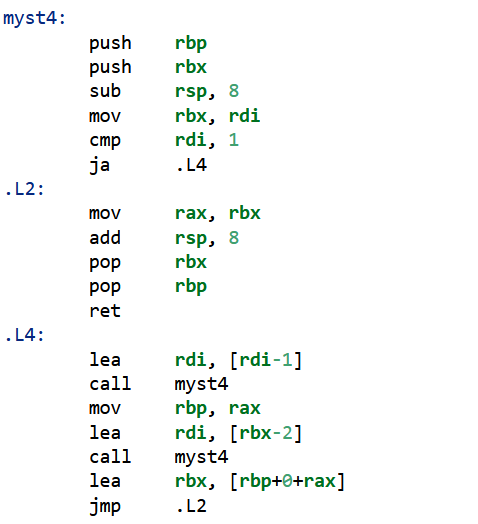 myst4:
push rbp
push rbx
sub rsp, 8
mov rbx, rdi
cmp rdi, 1
ja .L4
.L2:
mov rax, rbx
add rsp, 8
pop rbx
pop rbp
ret
.L4:
lea rdi, [rdi-1]
call myst4
mov rbp, rax
lea rdi, [rbx-2]
call myst4
lea rbx, [rbp+0+rax]
jmp .L2